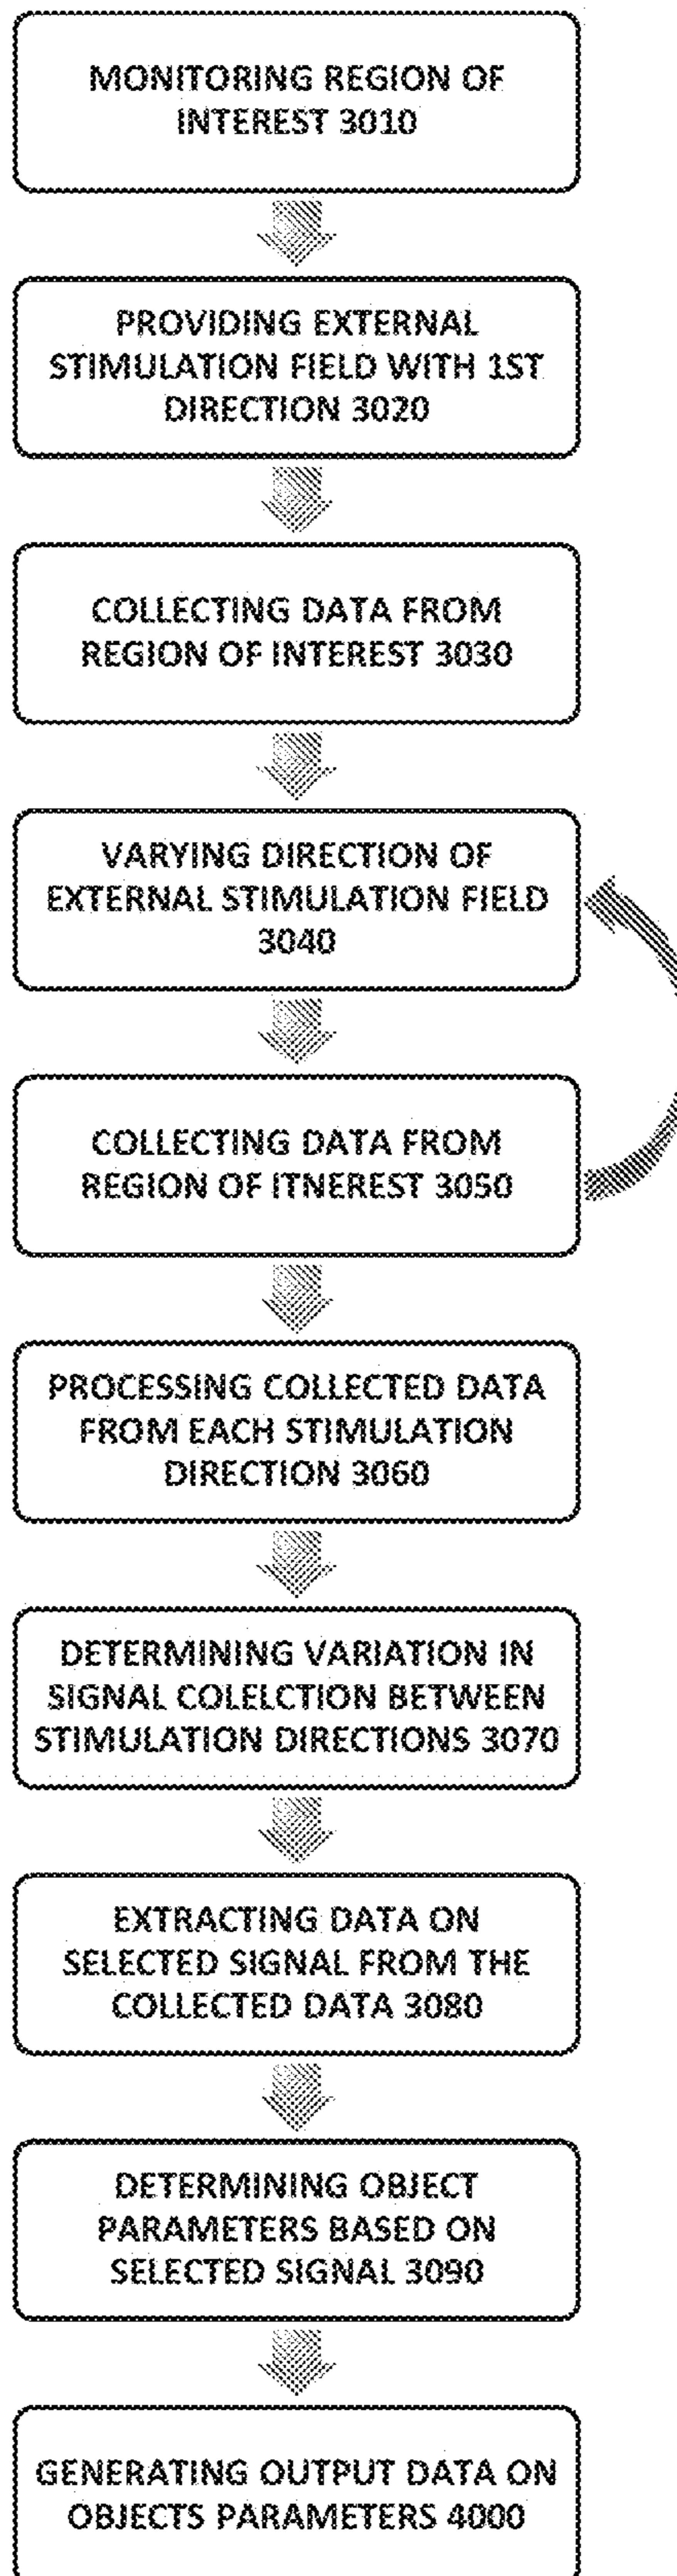 MONITORING REGION OF
INTEREST 3010
PROVIDING EXTERNAL
STIMULATION FIELD WITH 1ST
DIRECTION 3020
COLLECTING DATA FROM
REGION OF INTEREST 3030
VARYING DIRECTION OF
EXTERNAL STIMULATION FIELD
3040
COLLECTING DATA FROM
REGION OF ITNEREST 3050
PROCESSING COLLECTED DATA
FROM EACH STIMULATION
DIRECTION 3060
DETERMINING VARIATION IN
SIGNAL COLELCTION BETWEEN
STIMULATION DIRECTIONS 3070
EXTRACTING DATA ON
SELECTED SIGNAL FROM THE
COLLECTED DATA 3080
DETERMINING OBJECT
PARAMETERS BASED ON
SELECTED SIGNAL 3090
GENERATING OUTPUT DATA ON
OBJECTS PARAMETERS 4000